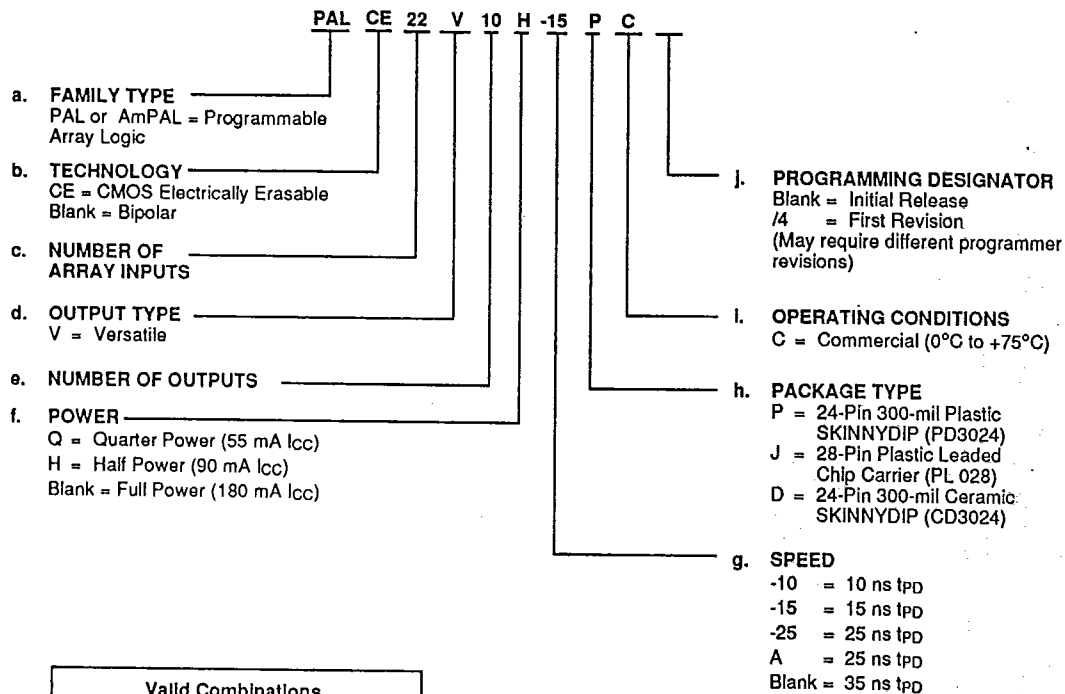 PAL CE 22 V 10 H -15 P C
a. FAMILY TYPE
PAL or AmPAL = Programmable
Array Logic
b. TECHNOLOGY
CE = CMOS Electrically Erasable
Blank = Bipolar
c. NUMBER OF
ARRAY INPUTS
d. OUTPUT TYPE
V = Versatile
e. NUMBER OF OUTPUTS
f. POWER
Q = Quarter Power (55 mA Icc)
H = Half Power (90 mA Icc)
Blank = Full Power (180 mA Icc)
j. PROGRAMMING DESIGNATOR
Blank = Initial Release
/4 = First Revision
(May require different programmer
revisions)
i. OPERATING CONDITIONS
C = Commercial (0°C to +75°C)
h. PACKAGE TYPE
P = 24-Pin 300-mil Plastic
SKINNYDIP (PD3024)
J = 28-Pin Plastic Leaded
Chip Carrier (PL 028)
D = 24-Pin 300-mil Ceramic
SKINNYDIP (CD3024)
g. SPEED
-10 = 10 ns tPD
-15 = 15 ns tPD
-25 = 25 ns tPD
A = 25 ns tPD
Blank = 35 ns tPD
Valid Combinations